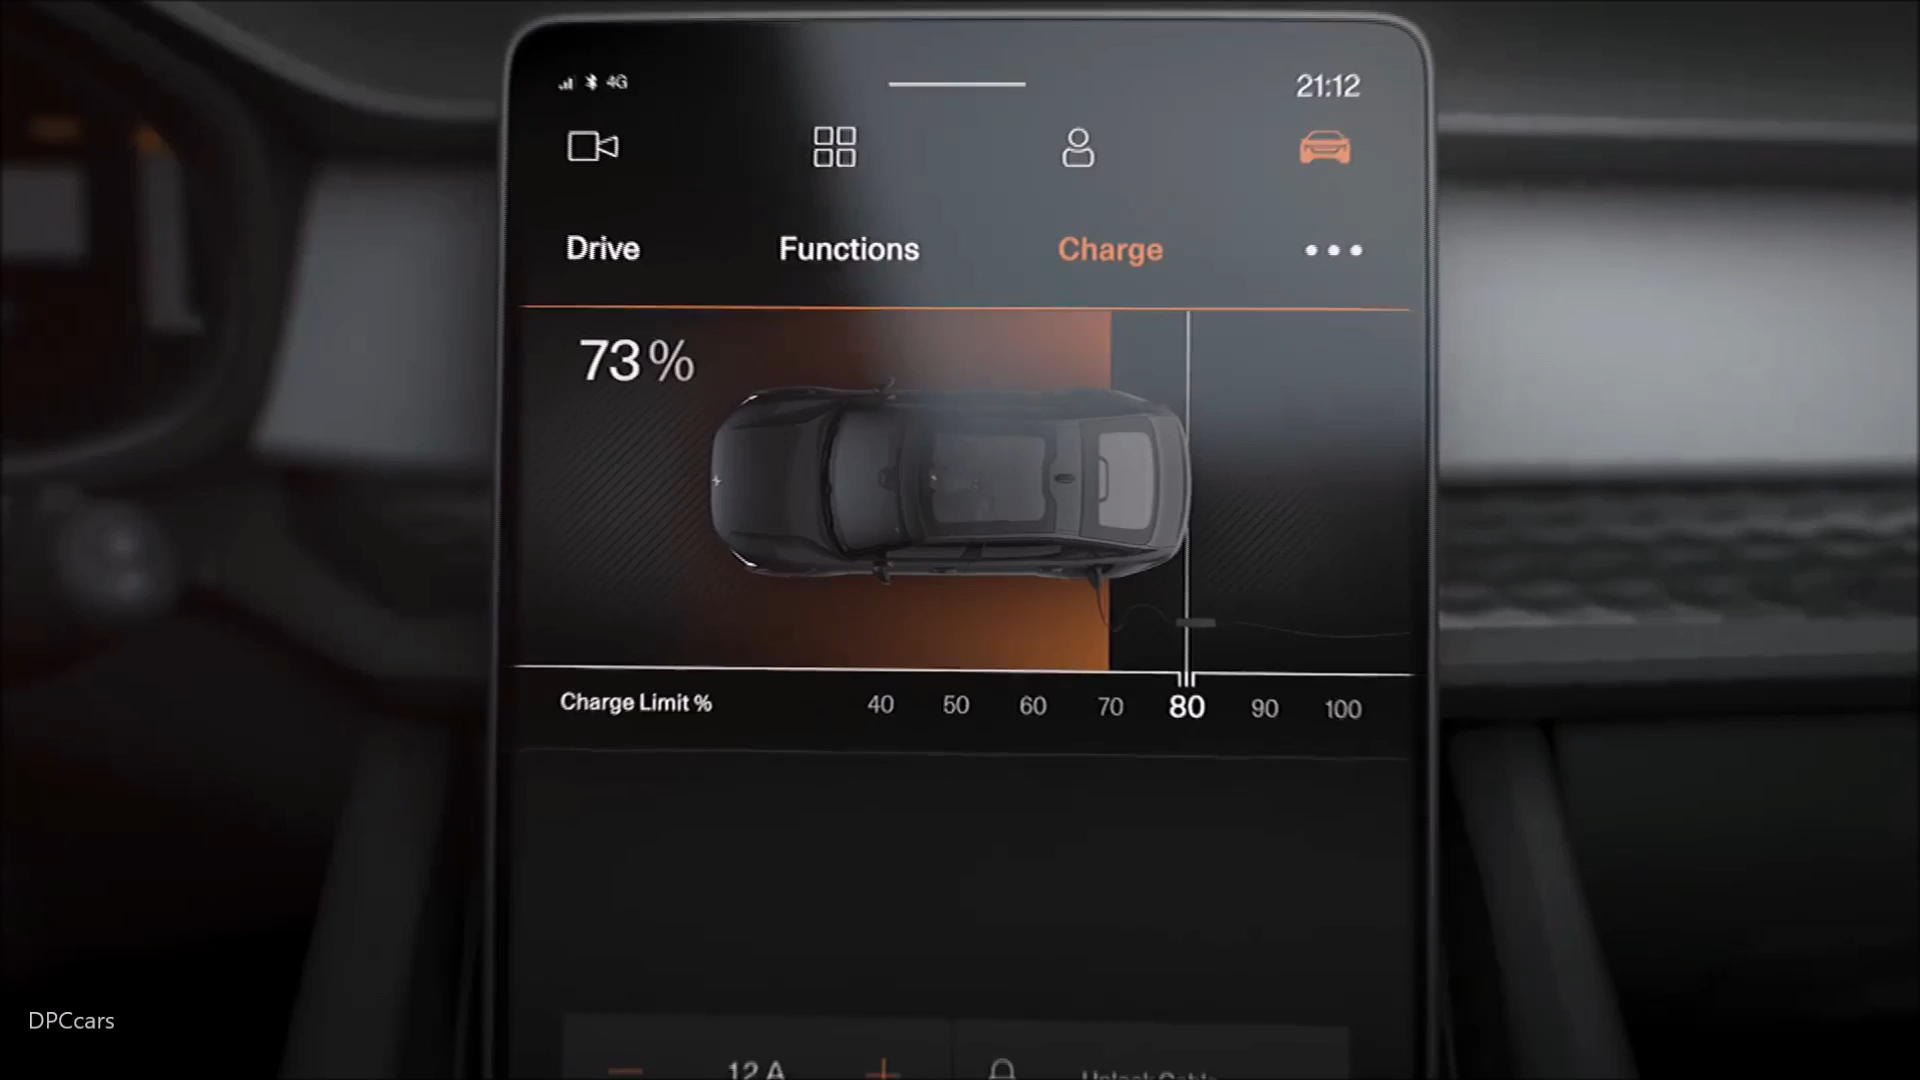 4G
21:12
Drive Functions Charge
73%
Charge Limit % 40 50 60 70 80 90 100
12 A
DPCcars